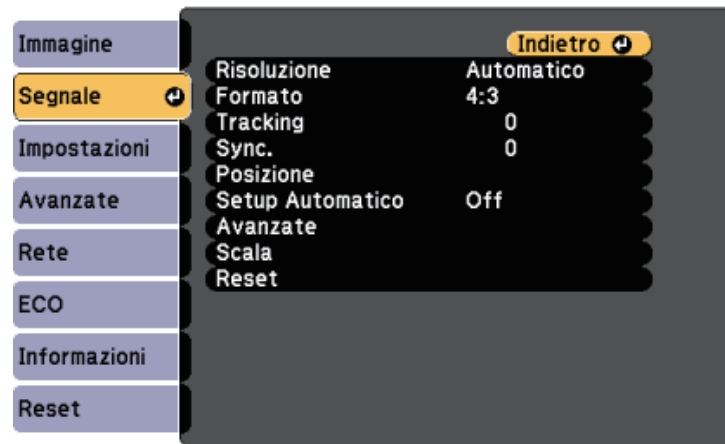 Immagine
Segnale
Impostazioni
Avanzate
Rete
ECO
Informazioni
Reset
Indietro
Risoluzione Automatico
Formato 4:3
Tracking 0
Sync. 0
Posizione
Setup Automatico Off
Avanzate
Scala
Reset